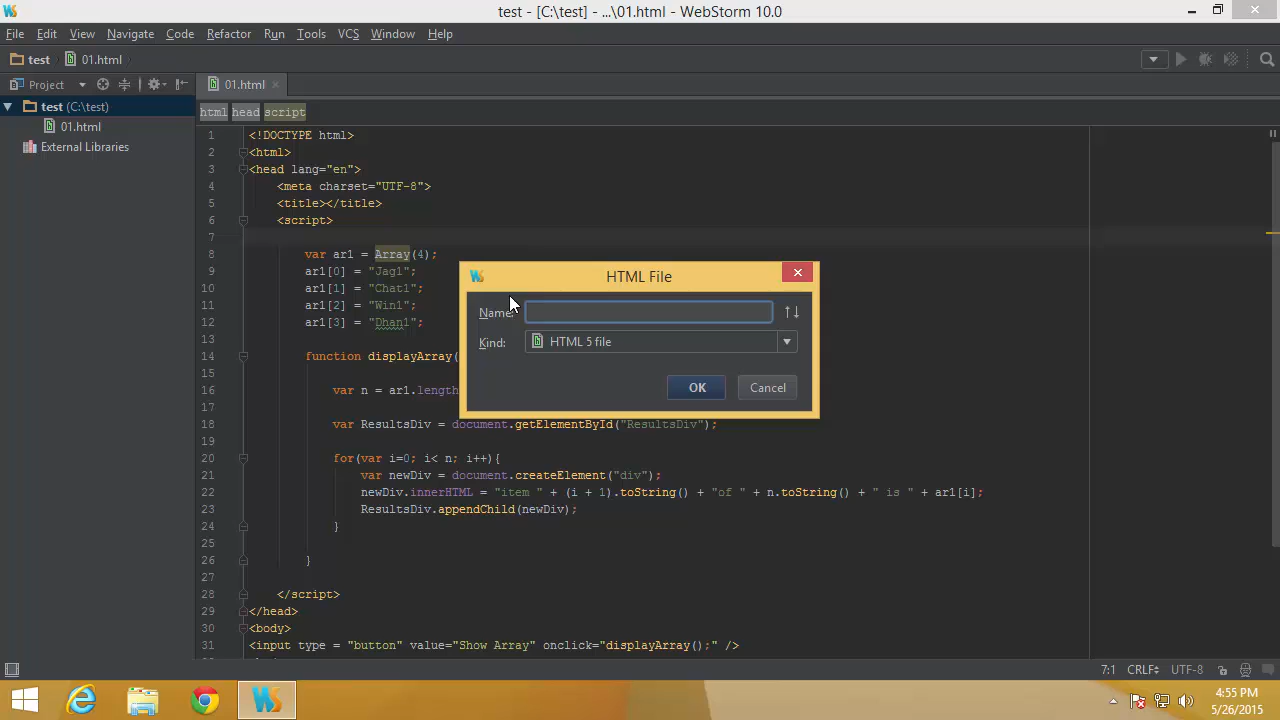 test - [C:\test] - ...\01.html - WebStorm 10.0
File Edit View Navigate Code Refactor Run Tools VCS Window Help
test 01.html
Project
01.html
test (C:\test)
01.html
External Libraries
html head script
1 <!DOCTYPE html>
2 <html>
3 <head lang="en">
4 <meta charset="UTF-8">
5 <title></title>
6 <script>
7
8 var ar1 = Array(4);
9 ar1[0] = "Jag1";
10 ar1[1] = "Chat1";
11 ar1[2] = "Win1";
12 ar1[3] = "Dhan1";
13
14 function displayArray(
15
16 var n = ar1.length
17
18 var ResultsDiv = document.getElementById("ResultsDiv");
19
20 for(var i=0; i< n; i++){
21 var newDiv = document.createElement("div");
22 newDiv.innerHTML = "item " + (i + 1).toString() + "of " + n.toString() + " is " + ar1[i];
23 ResultsDiv.appendChild(newDiv);
24 }
25
26 }
27
28 </script>
29 </head>
30 <body>
31 <input type = "button" value="Show Array" onclick="displayArray();" />
HTML File
Name:
Kind: HTML 5 file
OK Cancel
7:1 CRLF UTF-8
4:55 PM
5/26/2015